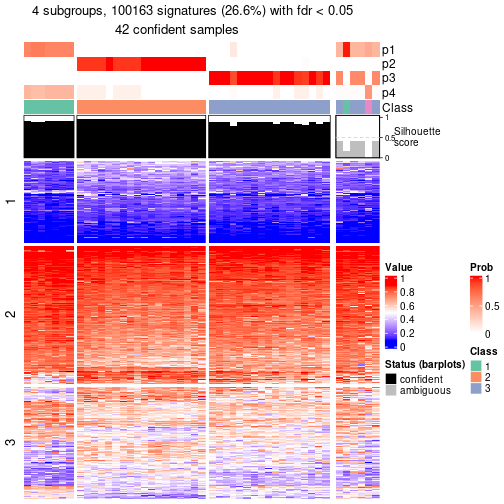 4 subgroups, 100163 signatures (26.6%) with fdr < 0.05
42 confident samples
p1
p2
p3
p4
Class
1
0.5
0
Silhouette
score
1
2
3
Value
1
0.8
0.6
0.4
0.2
0
Prob
1
0.5
0
Status (barplots)
confident
ambiguous
Class
1
2
3